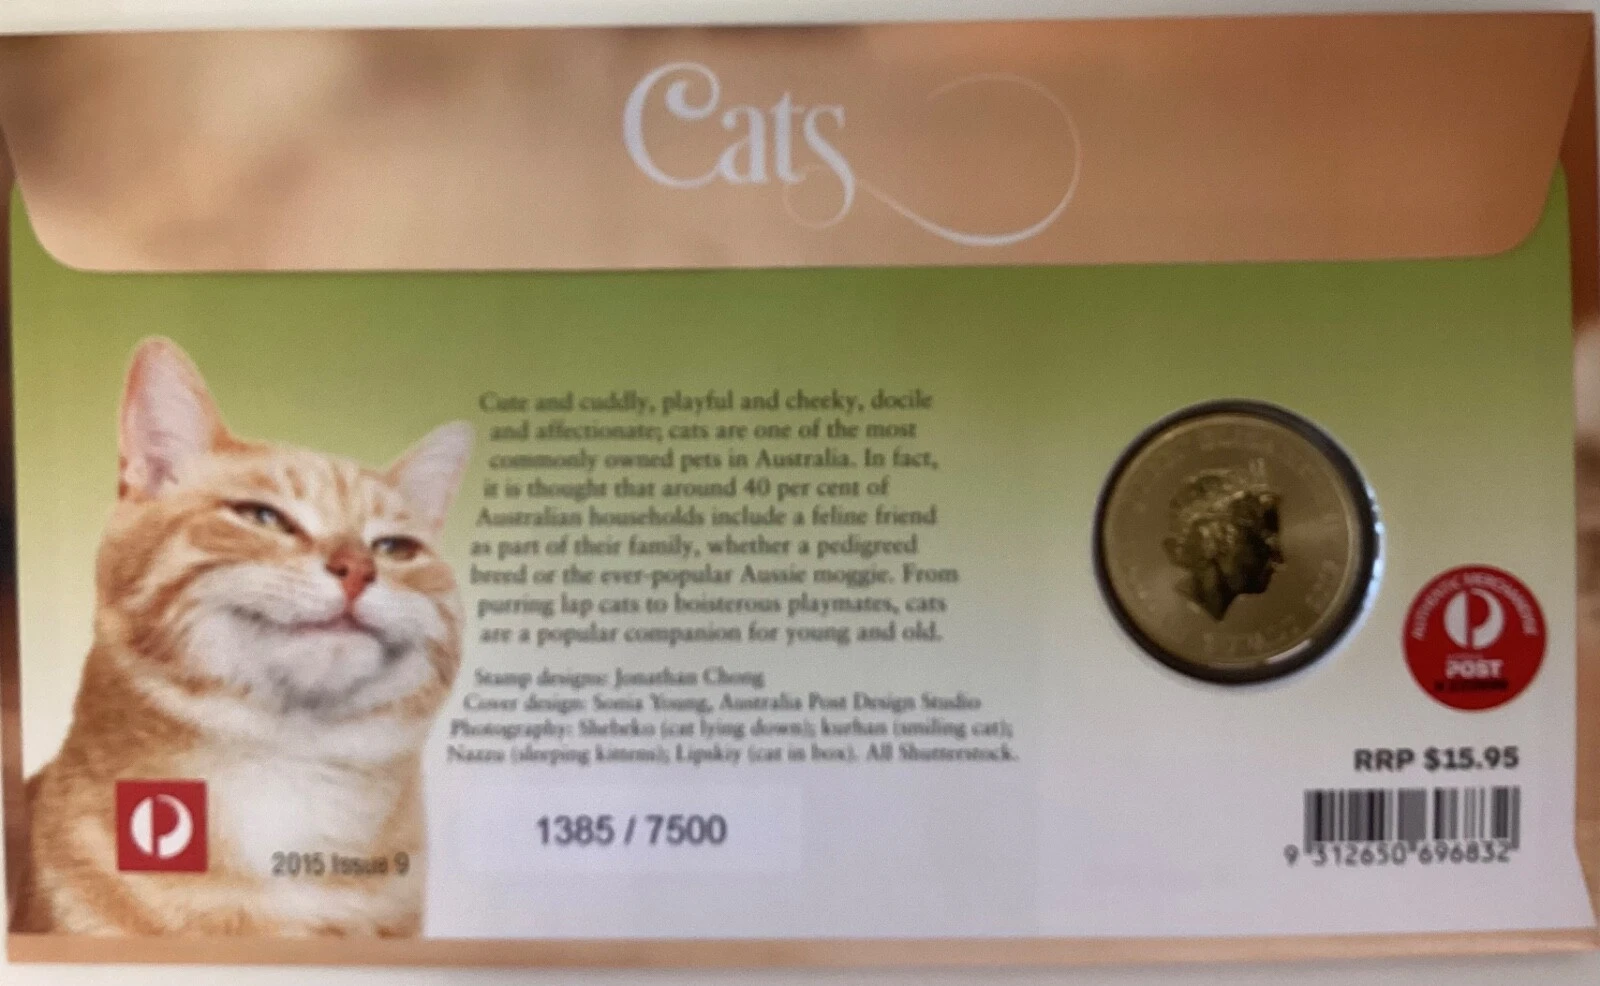 Cats
Cute and cuddly, playful and cheeky, docile
and affectionate; cats are one of the most
commonly owned pets in Australia. In fact,
it is thought that around 40 per cent of
Australian households include a feline friend
as part of their family, whether a pedigreed
breed or the ever-popular Aussie moggie. From
purring lap cats to boisterous playmates, cats
are a popular companion for young and old.
Stamp designs: Jonathan Chong
Cover design: Sonia Young, Australia Post Design Studio
Photography: Shebeko (cat lying down); kurhan (smiling cat);
Nazzu (sleeping kittens); Lipskiy (cat in box). All Shutterstock.
AUTHENTIC MERCHANDISE
POST
RRP $15.95
1385 / 7500
2015 Issue 9
9 312650 696832